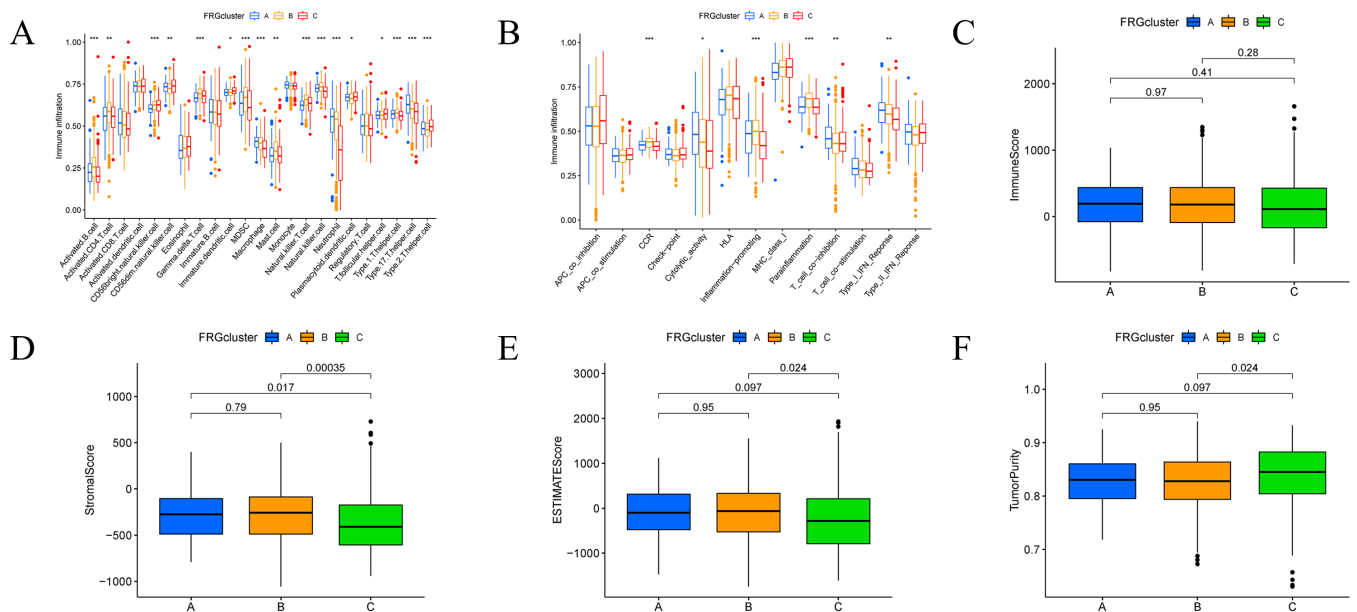 A
FRGcluster A B C
*** ** *** ** *** * *** *** ** *** *** *** * * *** *** ***
Immune infiltration
1.00
0.75
0.50
0.25
0.00
Activated.B.cell
Activated.CD4.T.cell
Activated.CD8.T.cell
Activated.dendritic.cell
CD56bright.natural.killer.cell
CD56dim.natural.killer.cell
Eosinophil
Gamma.delta.T.cell
Immature.B.cell
Immature.dendritic.cell
MDSC
Macrophage
Mast.cell
Monocyte
Natural.killer.T.cell
Natural.killer.cell
Neutrophil
Plasmacytoid.dendritic.cell
Regulatory.T.cell
T.follicular.helper.cell
Type.1.T.helper.cell
Type.17.T.helper.cell
Type.2.T.helper.cell
B
FRGcluster A B C
*** * *** *** ** **
Immune infiltration
1.00
0.75
0.50
0.25
0.00
APC_co_inhibition
APC_co_stimulation
CCR
Check-point
Cytolytic_activity
HLA
Inflammation-promoting
MHC_class_I
Parainflammation
T_cell_co-inhibition
T_cell_co-stimulation
Type_I_IFN_Reponse
Type_II_IFN_Reponse
C
FRGcluster A B C
0.28
0.41
0.97
ImmuneScore
2000
1000
0
A B C
D
FRGcluster A B C
0.00035
0.017
0.79
StromalScore
1000
500
0
−500
−1000
A B C
E
FRGcluster A B C
0.024
0.097
0.95
ESTIMATEScore
3000
2000
1000
0
−1000
A B C
F
FRGcluster A B C
0.024
0.097
0.95
TumorPurity
1.0
0.9
0.8
0.7
A B C